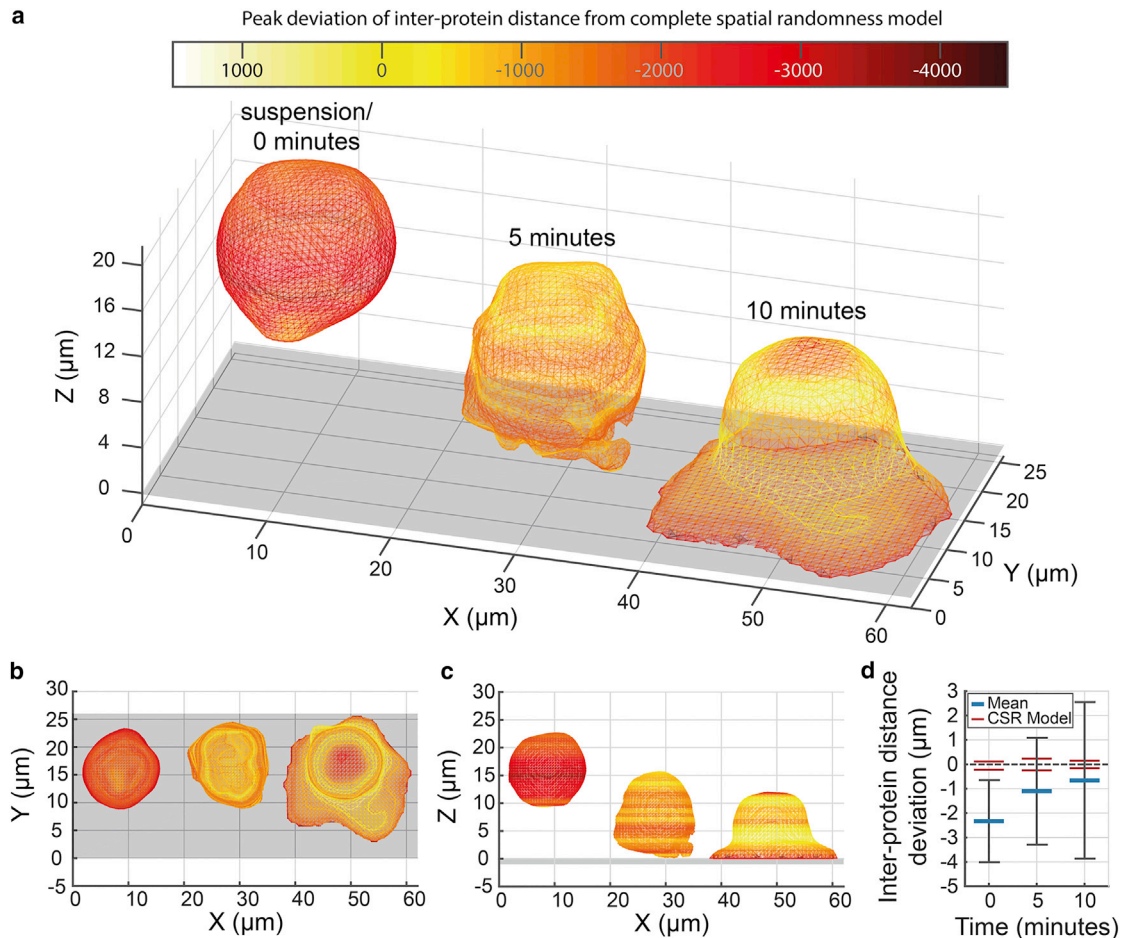 a
Peak deviation of inter-protein distance from complete spatial randomness model
1000 0 -1000 -2000 -3000 -4000
suspension/
0 minutes
5 minutes
10 minutes
20
16
12
8
4
0
Z (µm)
0 10 20 30 40 50 60
X (µm)
0 5 10 15 20 25
Y (µm)
b
30
25
20
15
10
5
0
-5
Y (µm)
0 10 20 30 40 50 60
X (µm)
c
30
25
20
15
10
5
0
-5
Z (µm)
0 10 20 30 40 50 60
X (µm)
d
Inter-protein distance
deviation (µm)
3
2
1
0
-1
-2
-3
-4
-5
Mean
CSR Model
0 5 10
Time (minutes)